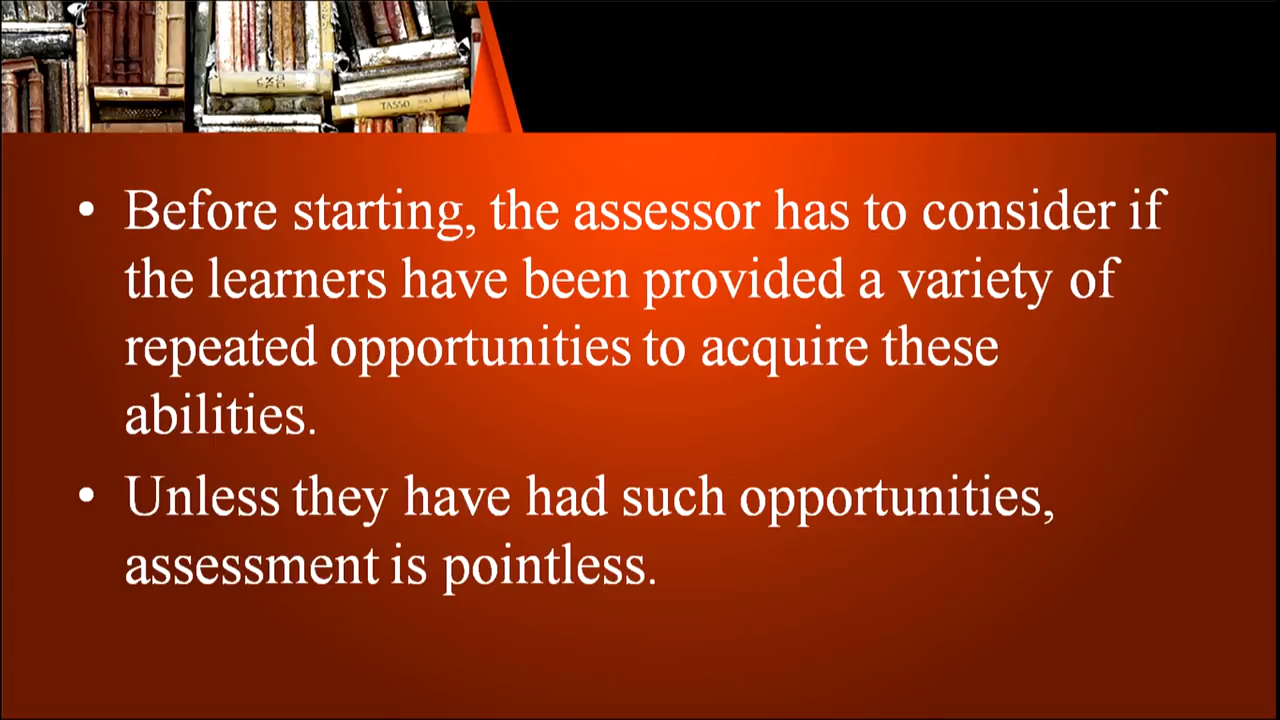 TASSO
• Before starting, the assessor has to consider if
the learners have been provided a variety of
repeated opportunities to acquire these
abilities.
• Unless they have had such opportunities,
assessment is pointless.